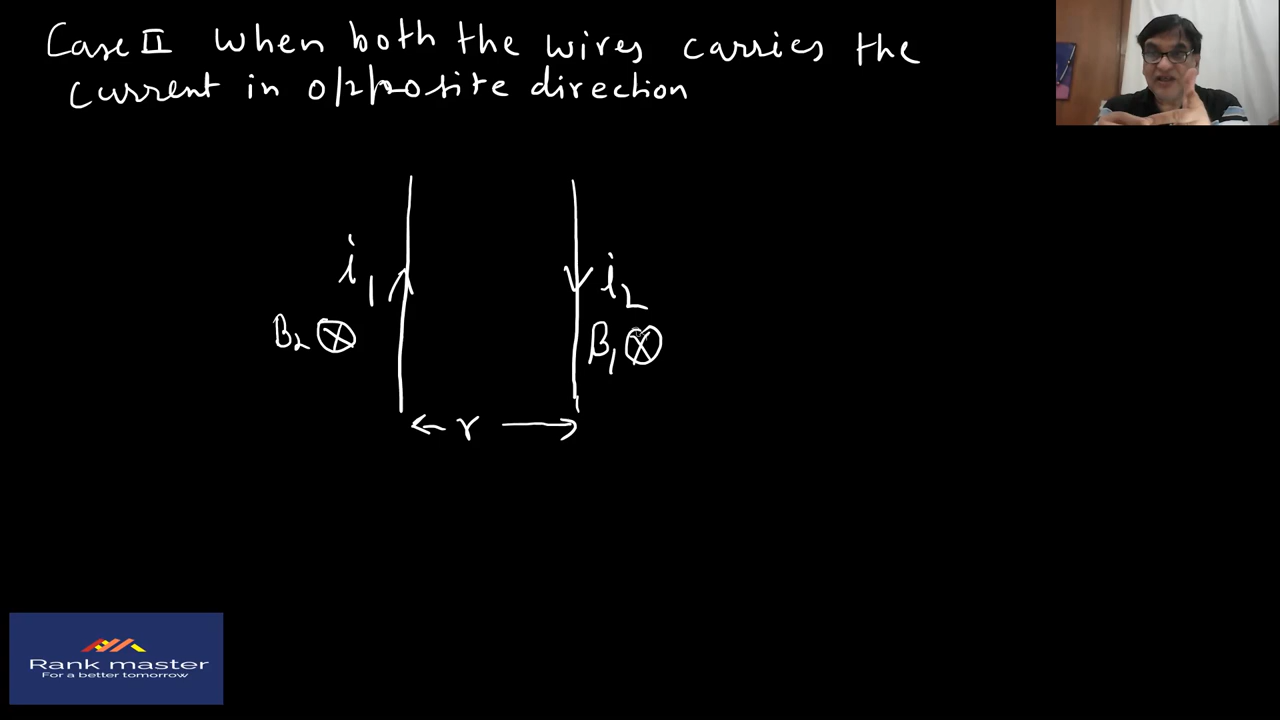 Case II When both the wires carries the
current in opposite direction
i1
i2
B2 ⊗
B1 ⊗
r
Rank master
For a better tomorrow